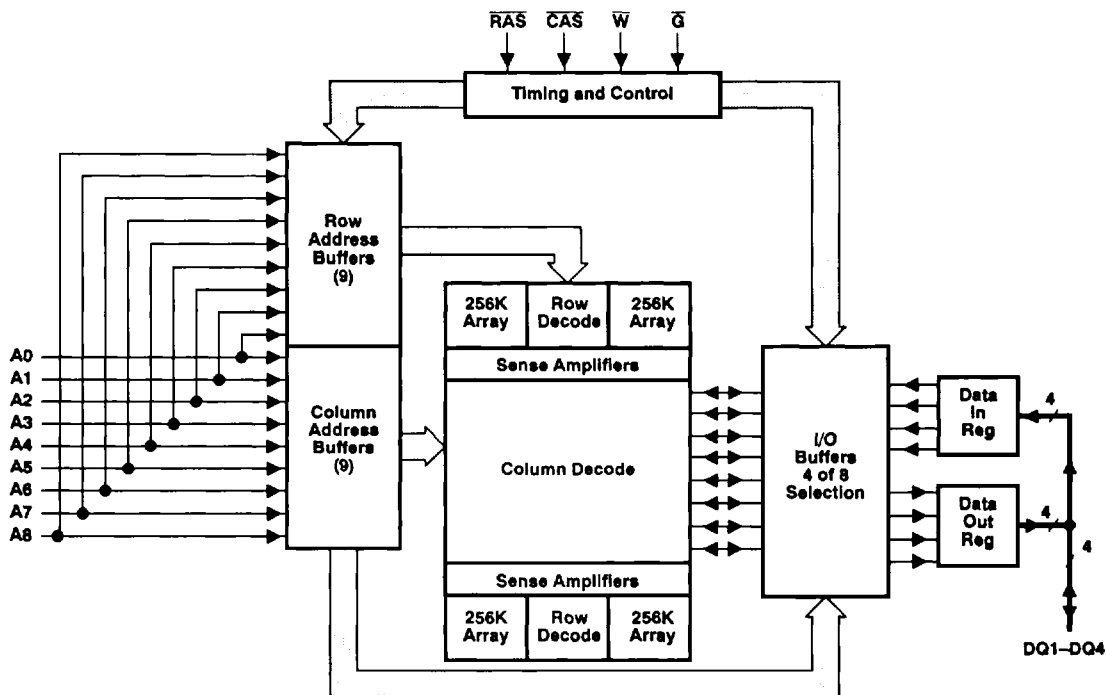 R̅A̅S̅ C̅A̅S̅ W̅ G̅
Timing and Control
Row
Address
Buffers
(9)
256K
Array
Row
Decode
256K
Array
Sense Amplifiers
A0
A1
A2
A3
A4
A5
A6
A7
A8
Column
Address
Buffers
(9)
Column Decode
I/O
Buffers
4 of 8
Selection
Data
In
Reg
4
Data
Out
Reg
4
4
Sense Amplifiers
256K
Array
Row
Decode
256K
Array
DQ1–DQ4